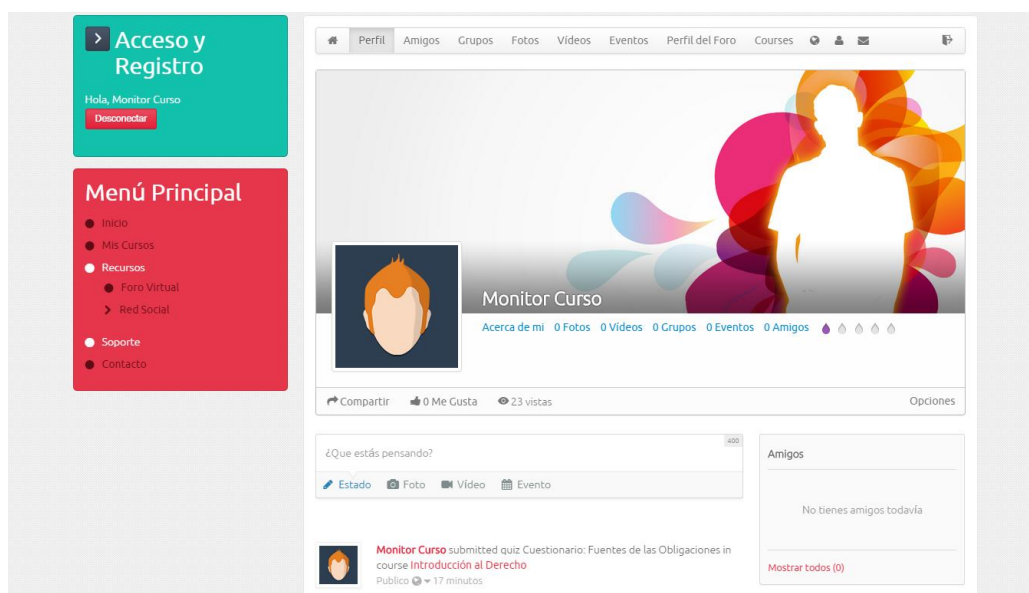 Acceso y
Registro
Hola, Monitor Curso
Desconectar
Menú Principal
Inicio
Mis Cursos
Recursos
Foro Virtual
Red Social
Soporte
Contacto
Perfil Amigos Grupos Fotos Vídeos Eventos Perfil del Foro Courses
Monitor Curso
Acerca de mi 0 Fotos 0 Vídeos 0 Grupos 0 Eventos 0 Amigos
Compartir 0 Me Gusta 23 vistas Opciones
¿Que estás pensando? 400
Estado Foto Vídeo Evento
Monitor Curso submitted quiz Cuestionario: Fuentes de las Obligaciones in
course Introducción al Derecho
Publico 17 minutos
Amigos
No tienes amigos todavía
Mostrar todos (0)